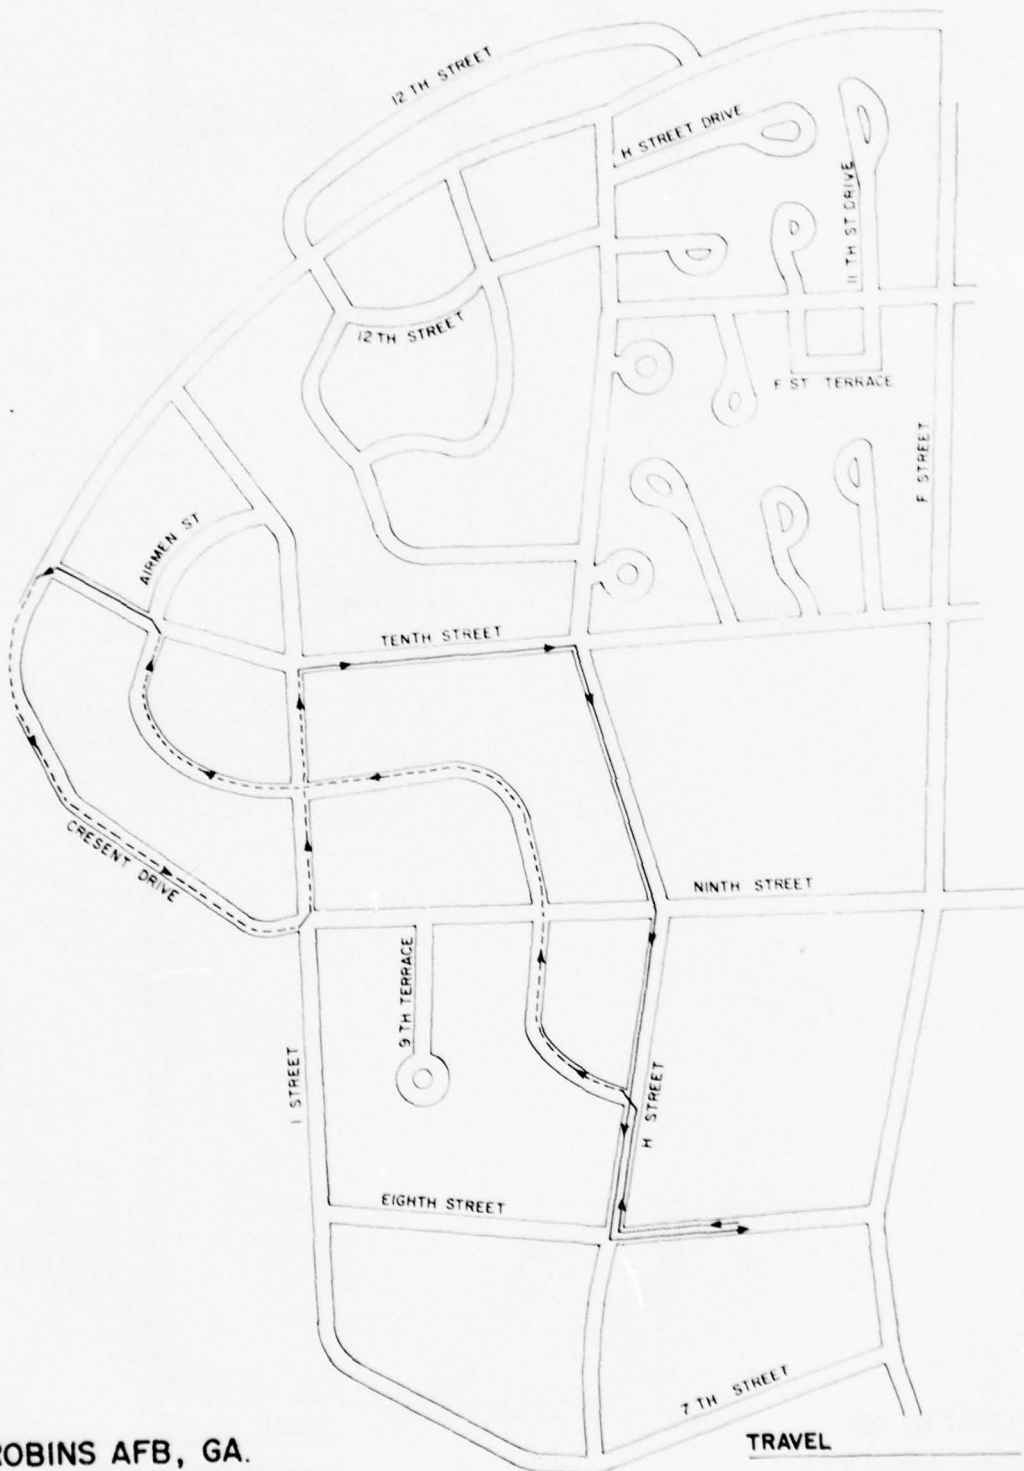 12 TH STREET
H STREET DRIVE
11 TH ST DRIVE
12 TH STREET
F ST TERRACE
F STREET
AIRMEN ST
TENTH STREET
CRESENT DRIVE
NINTH STREET
9 TH TERRACE
I STREET
H STREET
EIGHTH STREET
7 TH STREET
ROBINS AFB, GA.
TRAVEL